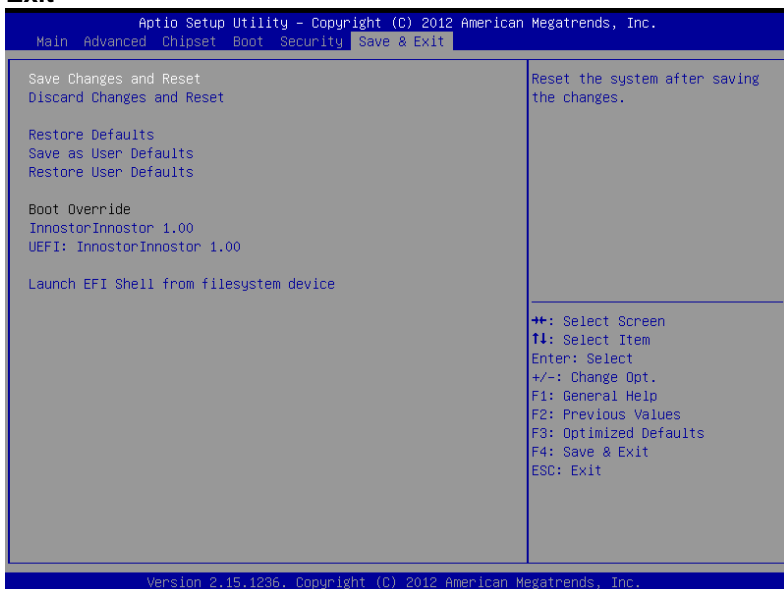 Exit
Aptio Setup Utility – Copyright (C) 2012 American Megatrends, Inc.
Main Advanced Chipset Boot Security Save & Exit
Save Changes and Reset
Discard Changes and Reset
Restore Defaults
Save as User Defaults
Restore User Defaults
Boot Override
InnostorInnostor 1.00
UEFI: InnostorInnostor 1.00
Launch EFI Shell from filesystem device
Reset the system after saving
the changes.
→←: Select Screen
↑↓: Select Item
Enter: Select
+/-: Change Opt.
F1: General Help
F2: Previous Values
F3: Optimized Defaults
F4: Save & Exit
ESC: Exit
Version 2.15.1236. Copyright (C) 2012 American Megatrends, Inc.